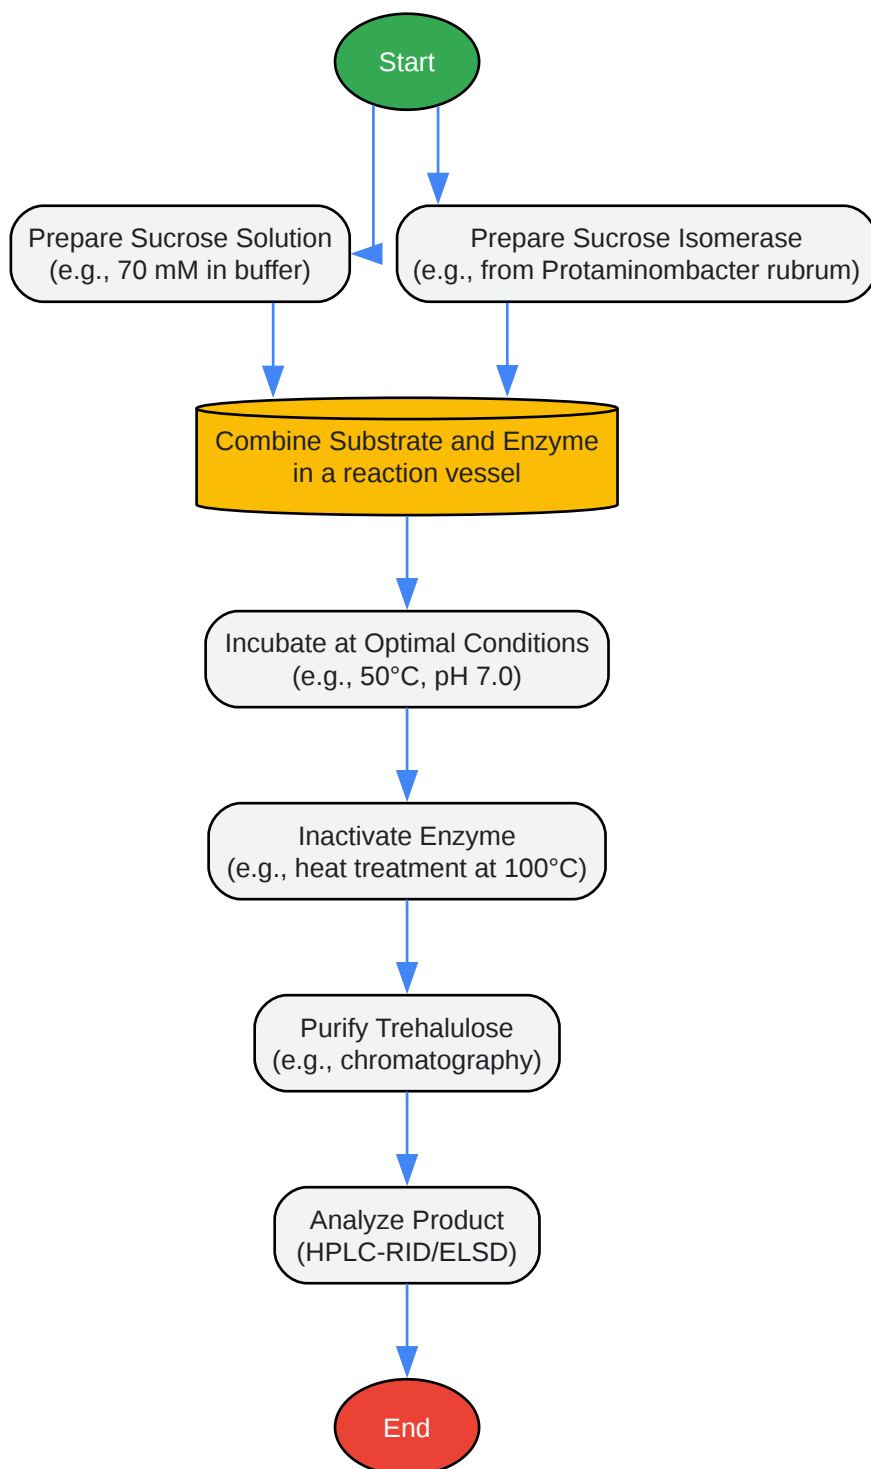 Start
Prepare Sucrose Solution
(e.g., 70 mM in buffer)
Prepare Sucrose Isomerase
(e.g., from Protaminombacter rubrum)
Combine Substrate and Enzyme
in a reaction vessel
Incubate at Optimal Conditions
(e.g., 50°C, pH 7.0)
Inactivate Enzyme
(e.g., heat treatment at 100°C)
Purify Trehalulose
(e.g., chromatography)
Analyze Product
(HPLC-RID/ELSD)
End